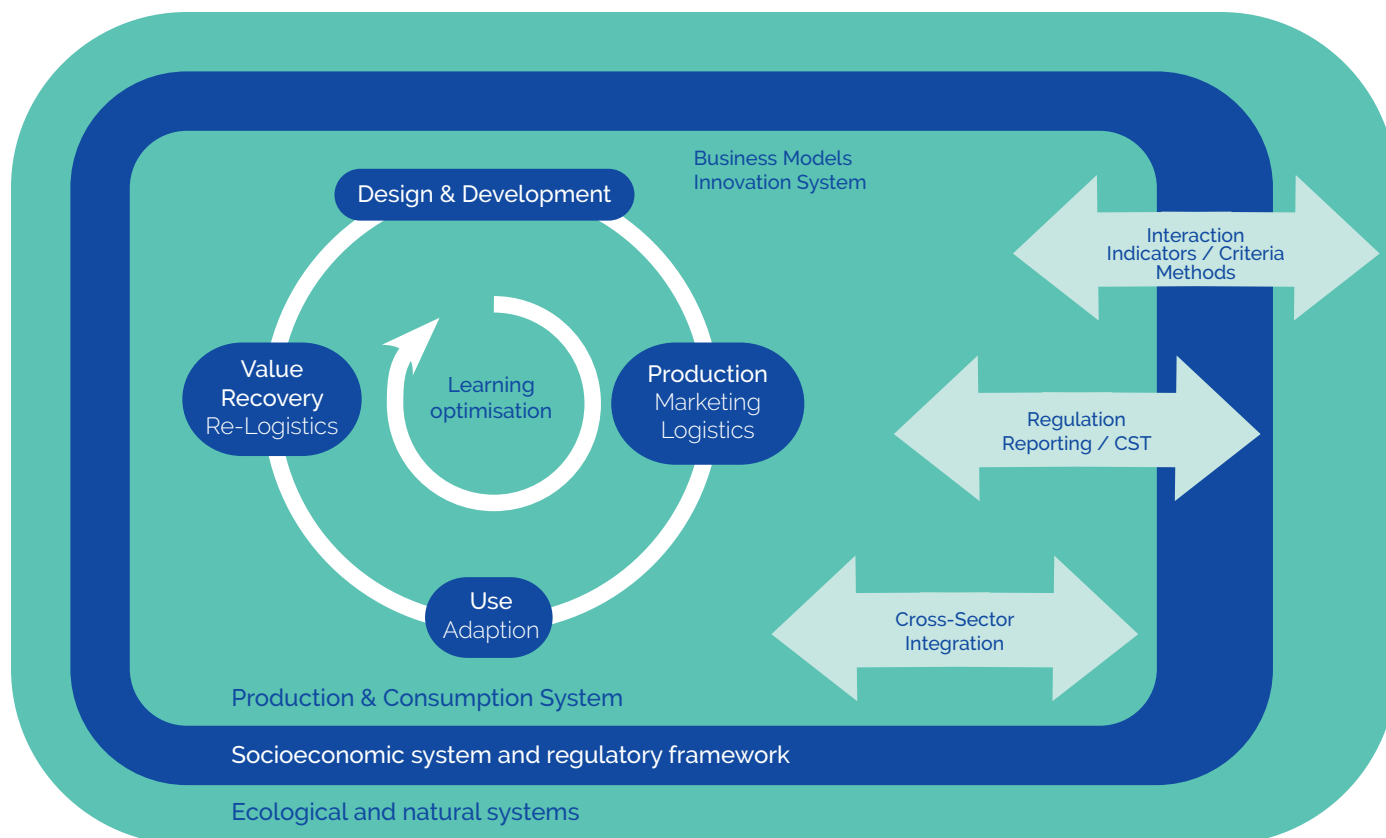 Business Models
Innovation System
Design & Development
Interaction
Indicators / Criteria
Methods
Value
Recovery
Re-Logistics
Learning
optimisation
Production
Marketing
Logistics
Regulation
Reporting / CST
Use
Adaption
Cross-Sector
Integration
Production & Consumption System
Socioeconomic system and regulatory framework
Ecological and natural systems